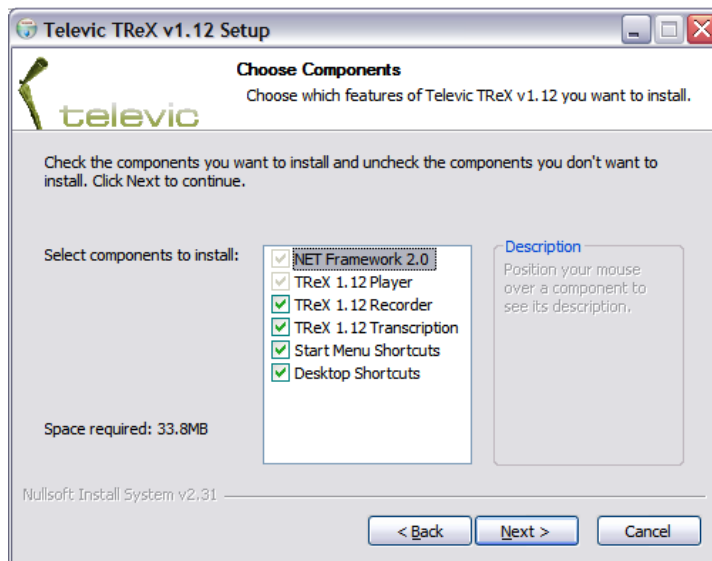 Televic TReX v1.12 Setup
televic
Choose Components
Choose which features of Televic TReX v1.12 you want to install.
Check the components you want to install and uncheck the components you don't want to
install. Click Next to continue.
Select components to install:
NET Framework 2.0
TReX 1.12 Player
TReX 1.12 Recorder
TReX 1.12 Transcription
Start Menu Shortcuts
Desktop Shortcuts
Description
Position your mouse
over a component to
see its description.
Space required: 33.8MB
Nullsoft Install System v2.31
< Back
Next >
Cancel